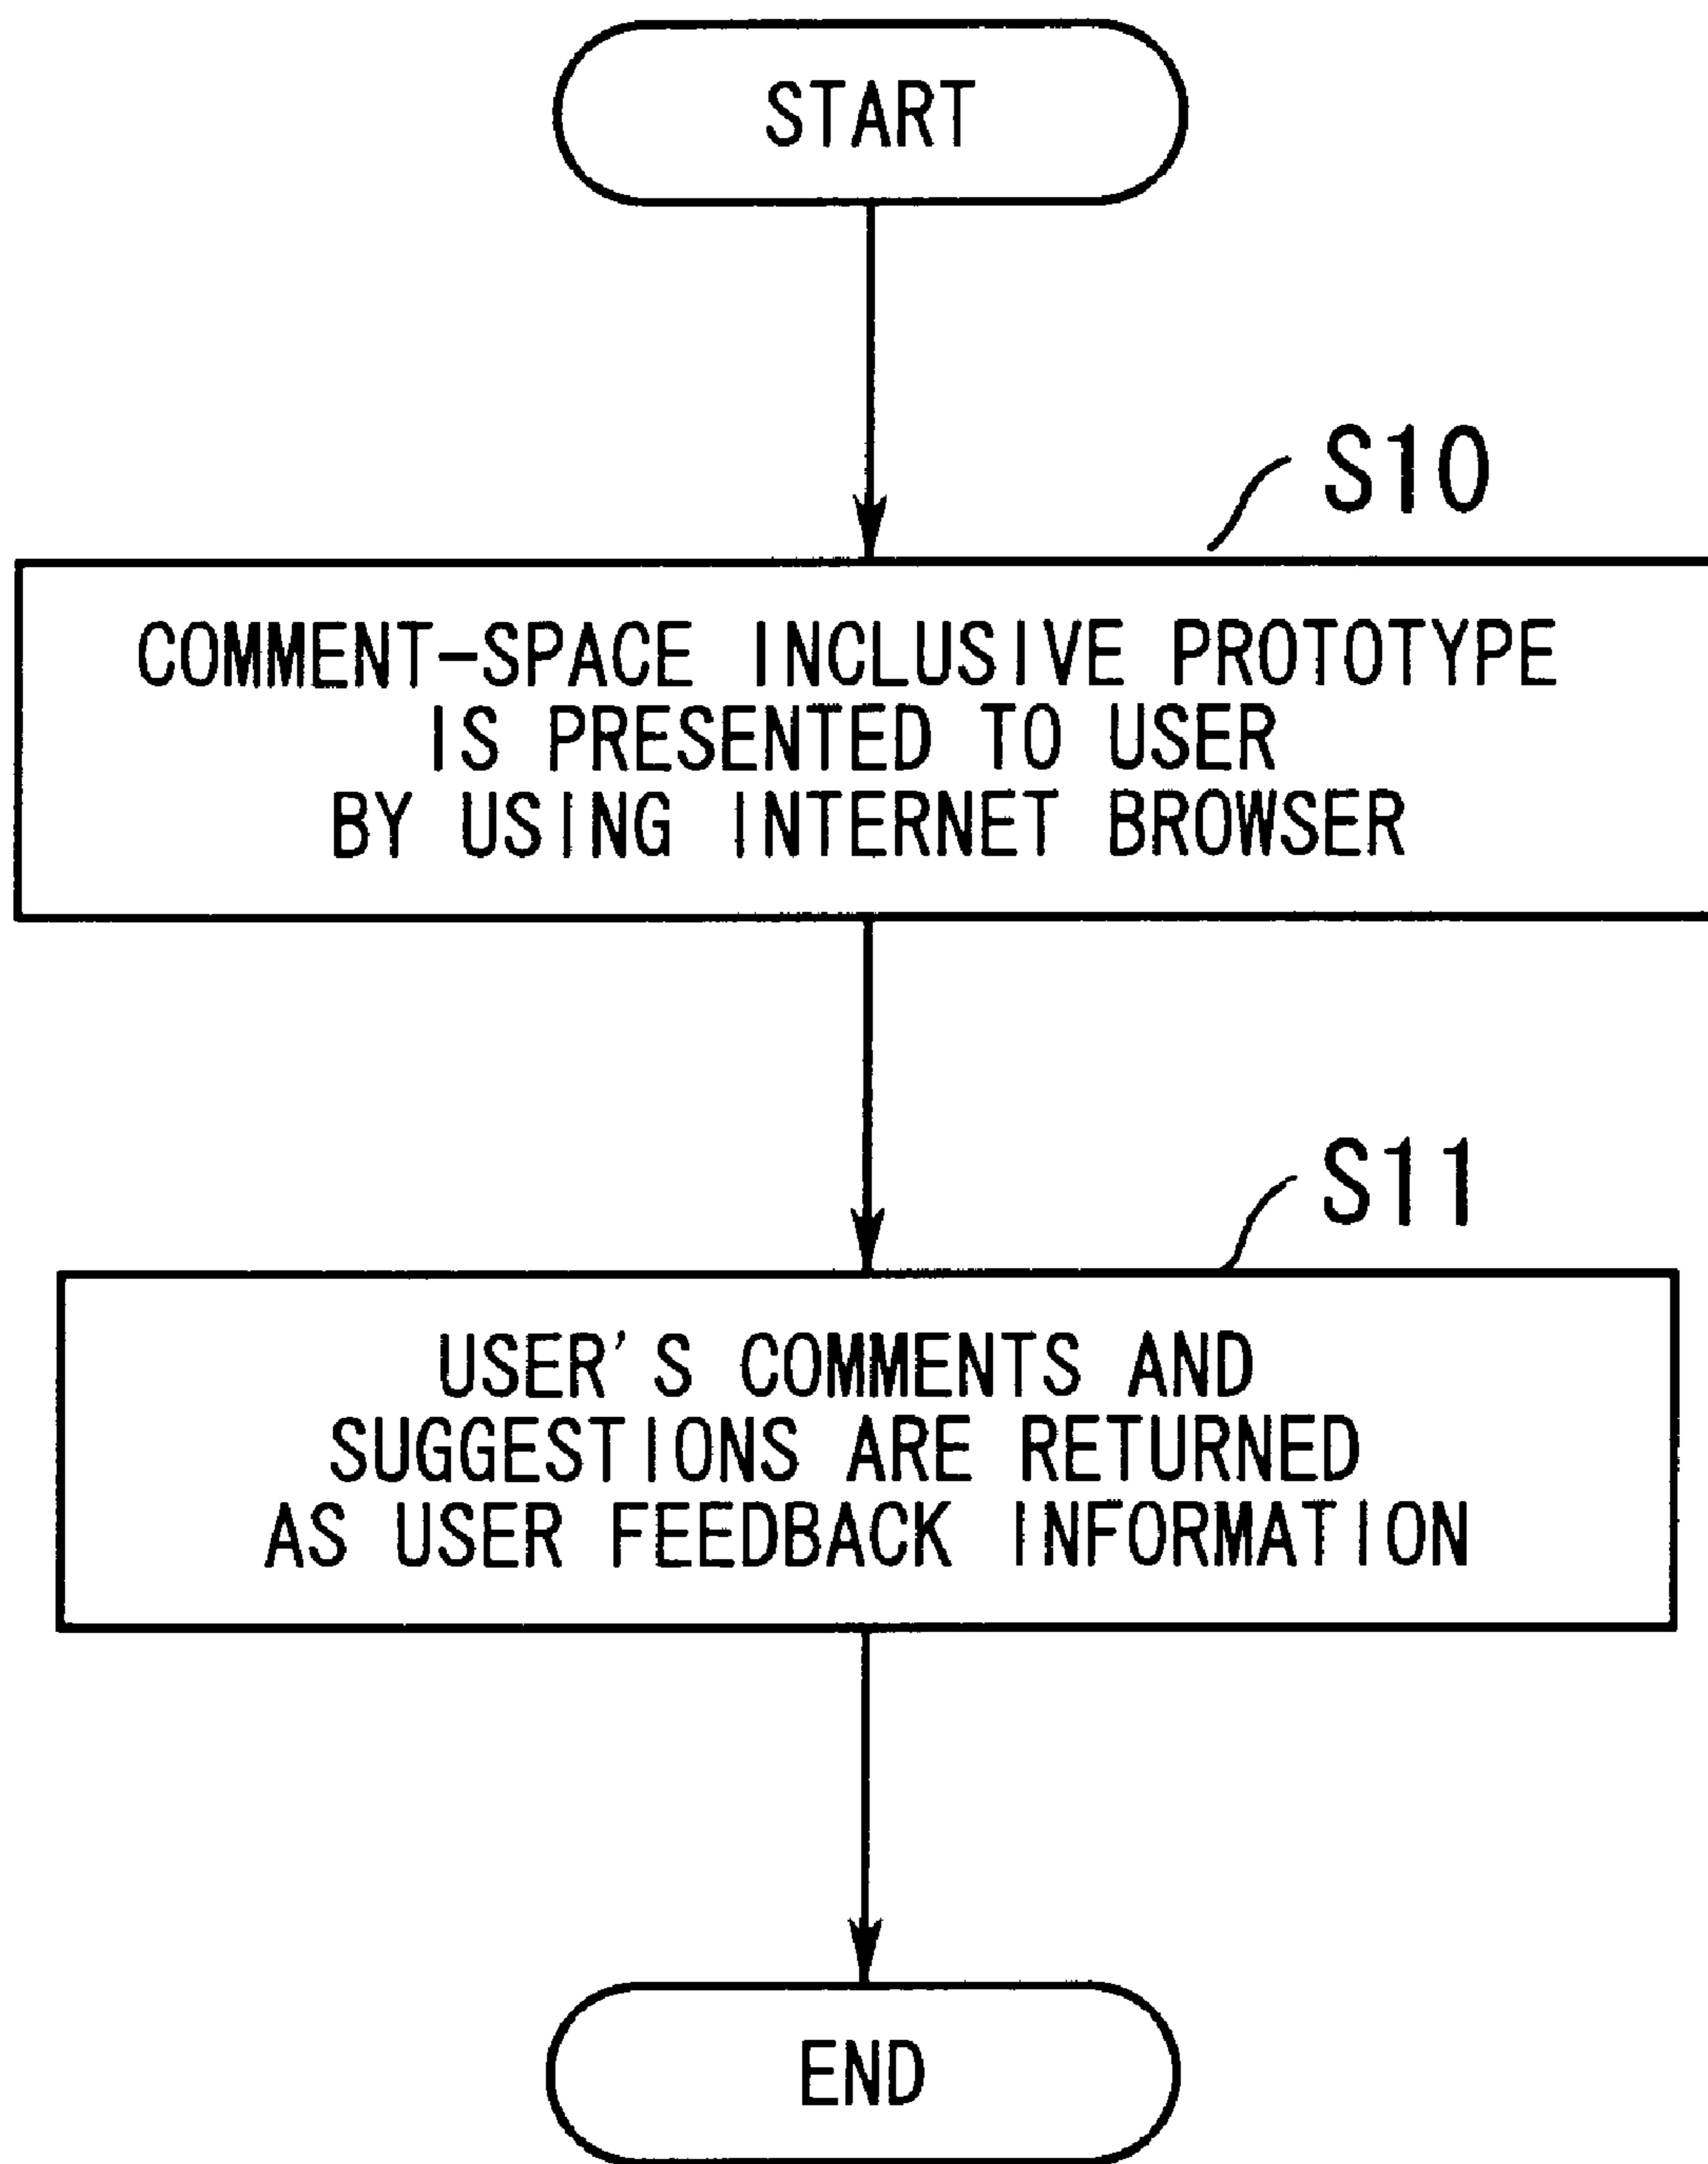 START
S10
COMMENT-SPACE INCLUSIVE PROTOTYPE
IS PRESENTED TO USER
BY USING INTERNET BROWSER
S11
USER'S COMMENTS AND
SUGGESTIONS ARE RETURNED
AS USER FEEDBACK INFORMATION
END